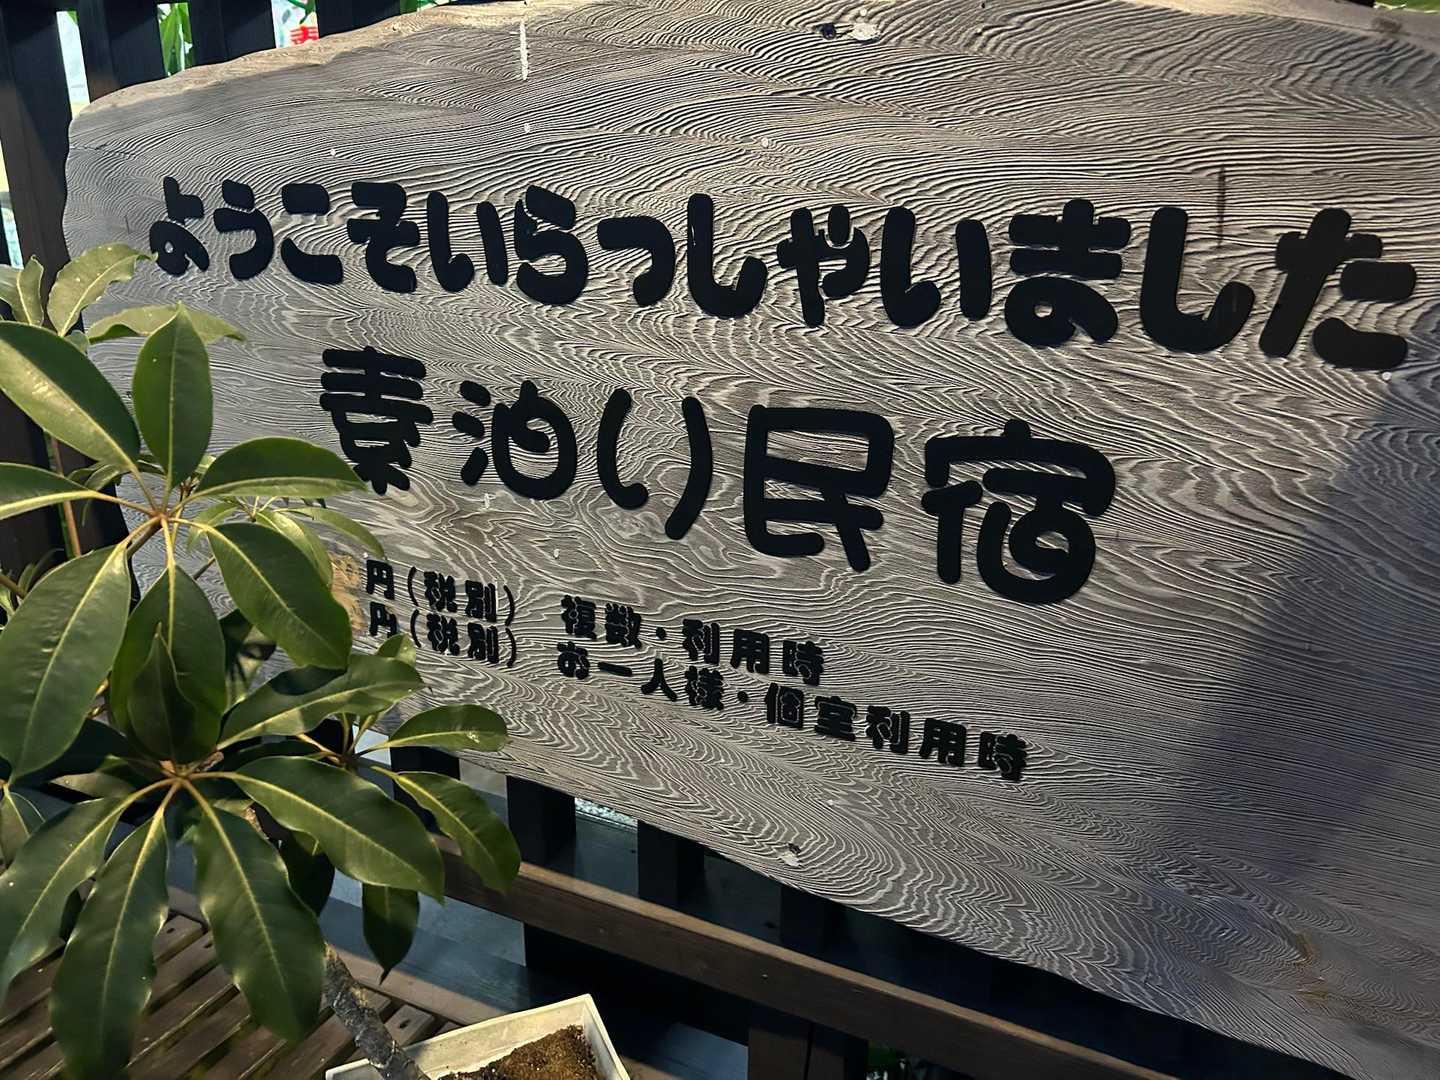 ようこそいらっしゃいました
素泊り民宿
円（税別） 複数・利用時
円（税別） お一人様・個室利用時